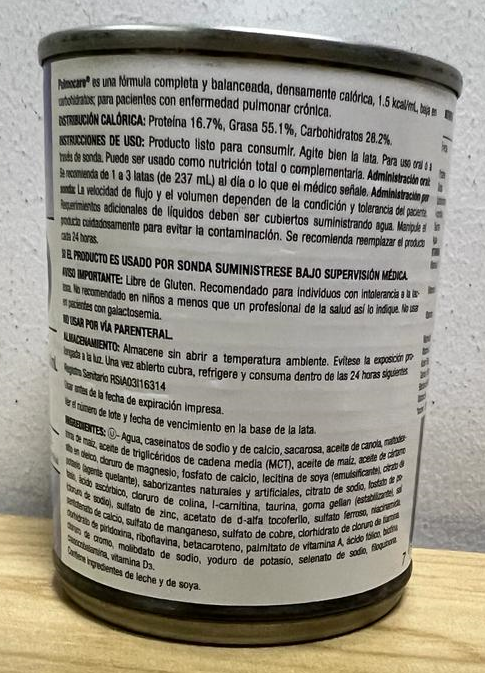 Pulmocare® es una fórmula completa y balanceada, densamente calórica, 1.5 kcal/mL, baja en
carbohidratos; para pacientes con enfermedad pulmonar crónica.
DISTRIBUCIÓN CALÓRICA: Proteína 16.7%, Grasa 55.1%, Carbohidratos 28.2%.
INSTRUCCIONES DE USO: Producto listo para consumir. Agite bien la lata. Para uso oral o a
través de sonda. Puede ser usado como nutrición total o complementaria. Administración oral:
Se recomienda de 1 a 3 latas (de 237 mL) al día o lo que el médico señale. Administración por
sonda: La velocidad de flujo y el volumen dependen de la condición y tolerancia del paciente.
Requerimientos adicionales de líquidos deben ser cubiertos suministrando agua. Manipule el
producto cuidadosamente para evitar la contaminación. Se recomienda reemplazar el producto
cada 24 horas.
SI EL PRODUCTO ES USADO POR SONDA SUMINISTRESE BAJO SUPERVISIÓN MÉDICA.
AVISO IMPORTANTE: Libre de Gluten. Recomendado para individuos con intolerancia a la lac-
tosa. No recomendado en niños a menos que un profesional de la salud así lo indique. No usar
en pacientes con galactosemia.
NO USAR POR VÍA PARENTERAL.
ALMACENAMIENTO: Almacene sin abrir a temperatura ambiente. Evítese la exposición pro-
longada a la luz. Una vez abierto cubra, refrigere y consuma dentro de las 24 horas siguientes.
Registro Sanitario RSiA03I16314
Usar antes de la fecha de expiración impresa.
Ver el número de lote y fecha de vencimiento en la base de la lata.
INGREDIENTES: Ⓤ-Agua, caseinatos de sodio y de calcio, sacarosa, aceite de canola, maltodex-
trina de maíz, aceite de triglicéridos de cadena media (MCT), aceite de maíz, aceite de cártamo
alto en oleico, cloruro de magnesio, fosfato de calcio, lecitina de soya (emulsificante), citrato de
potasio (agente quelante), saborizantes naturales y artificiales, citrato de sodio, fosfato de po-
tasio, ácido ascórbico, cloruro de colina, l-carnitina, taurina, goma gellan (estabilizante), sal
(cloruro de sodio), sulfato de zinc, acetato de d-alfa tocoferilo, sulfato ferroso, niacinamida,
pantotenato de calcio, sulfato de manganeso, sulfato de cobre, clorhidrato de cloruro de tiamina,
clorhidrato de piridoxina, riboflavina, betacaroteno, palmitato de vitamina A, ácido fólico, biotina,
cloruro de cromo, molibdato de sodio, yoduro de potasio, selenato de sodio, filoquinona,
cianocobalamina, vitamina D₃.
Contiene ingredientes de leche y de soya.
7